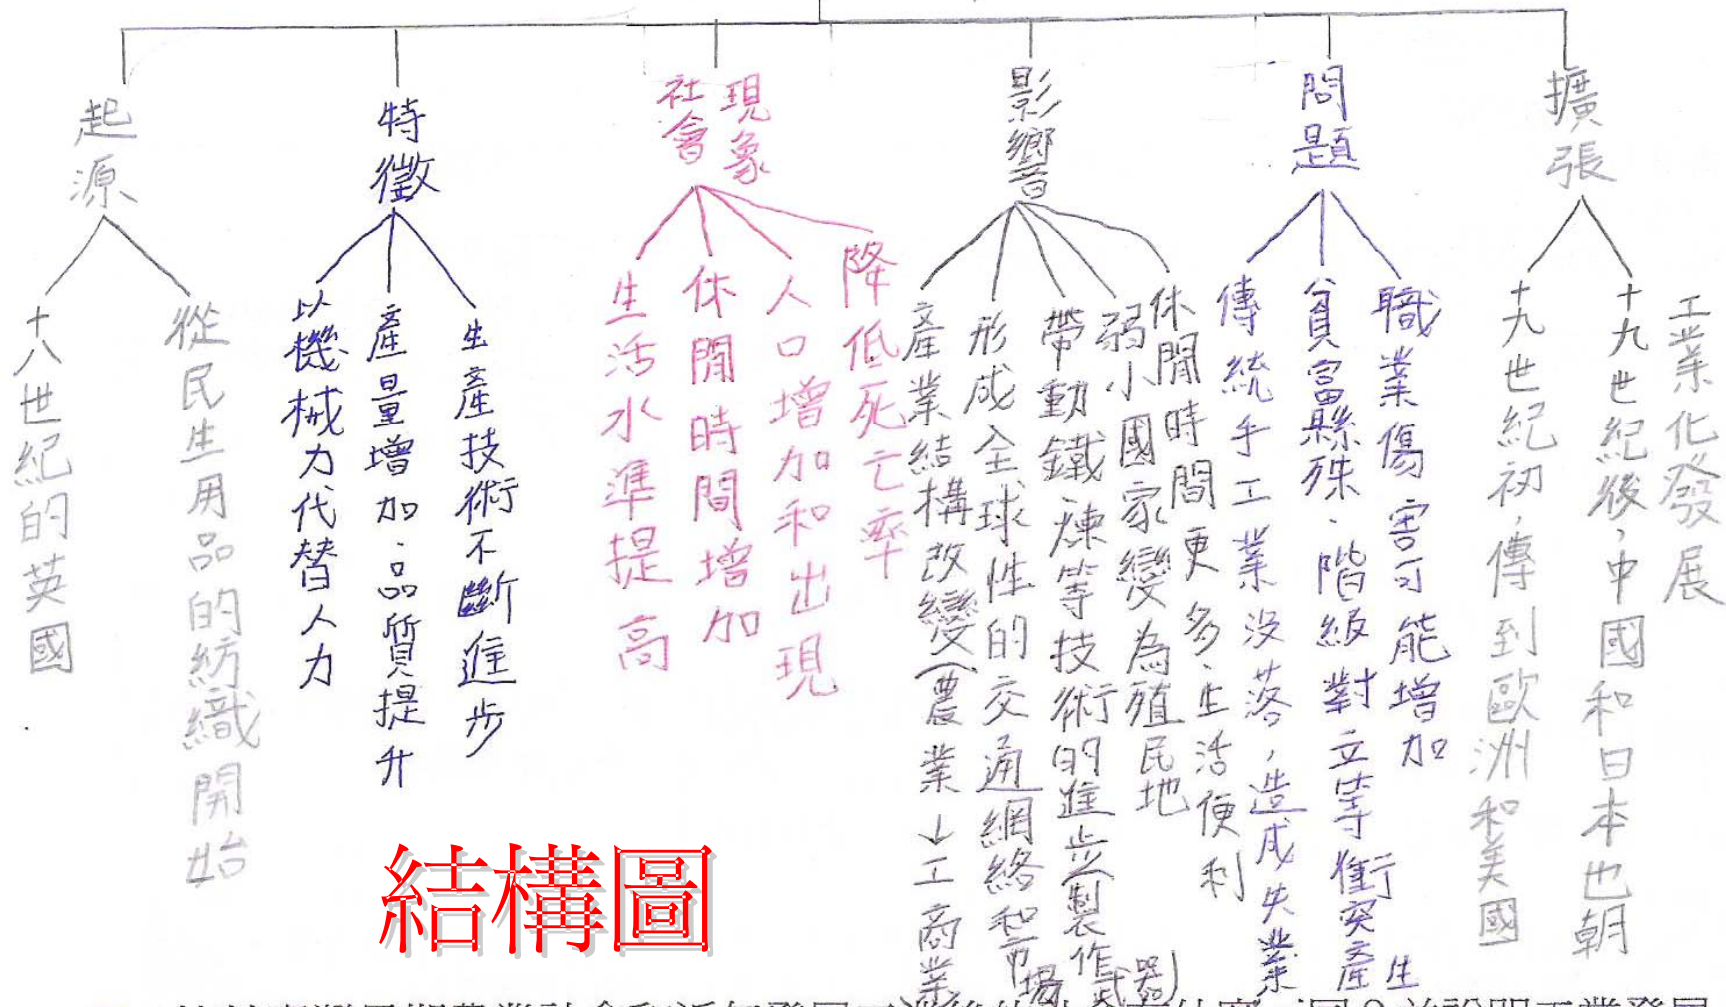 起源
十八世紀的英國
從民生用品的紡織開始
特徵
以機械力代替人力
產量增加、品質提升
生產技術不斷進步
社會現象
生活水準提高
休閒時間增加
人口增加和出現
降低死亡率
影響
產業結構改變(農業→工商業)
形成全球性的交通網絡和市場
帶動鐵煉等技術的進步(製作武器)
弱小國家變為殖民地
休閒時間更多、生活便利
問題
傳統手工業沒落,造成失業
貧富縣殊、階級對立等衝突產生
職業傷害可能增加
擴張
十九世紀初,傳到歐洲和美國
十九世紀後,中國和日本也朝
工業化發展
結構圖